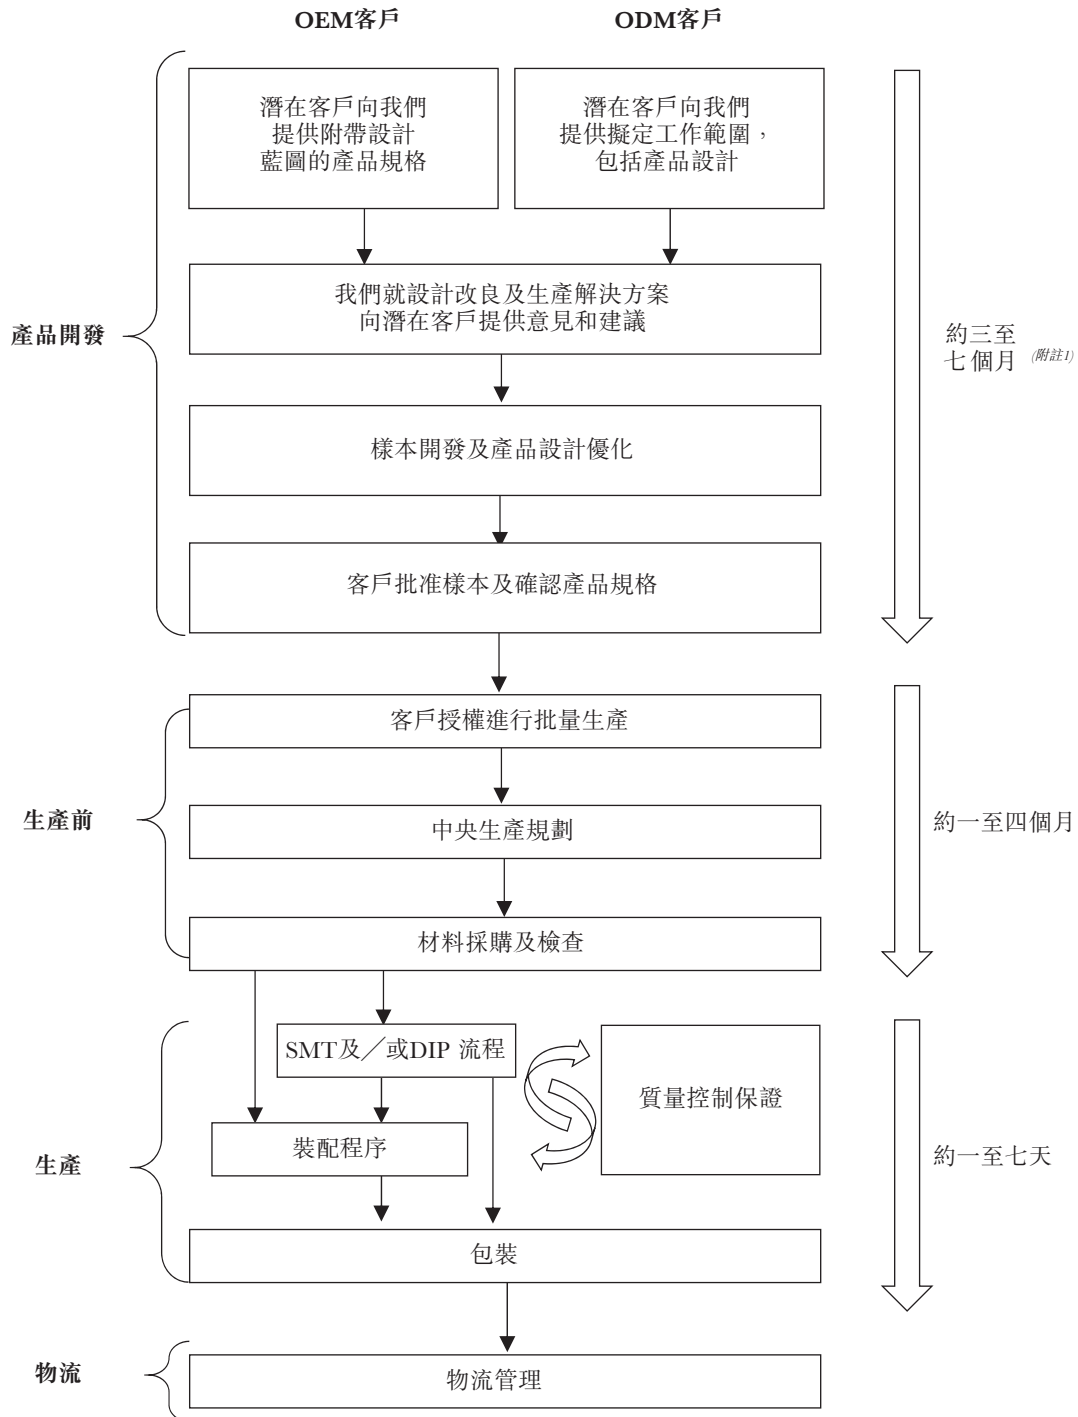 OEM客戶
ODM客戶
潛在客戶向我們
提供附帶設計
藍圖的產品規格
潛在客戶向我們
提供擬定工作範圍，
包括產品設計
我們就設計改良及生產解決方案
向潛在客戶提供意見和建議
產品開發
約三至
七個月 (附註1)
樣本開發及產品設計優化
客戶批准樣本及確認產品規格
客戶授權進行批量生產
生產前
中央生產規劃
約一至四個月
材料採購及檢查
SMT及／或DIP 流程
質量控制保證
裝配程序
生產
約一至七天
包裝
物流
物流管理